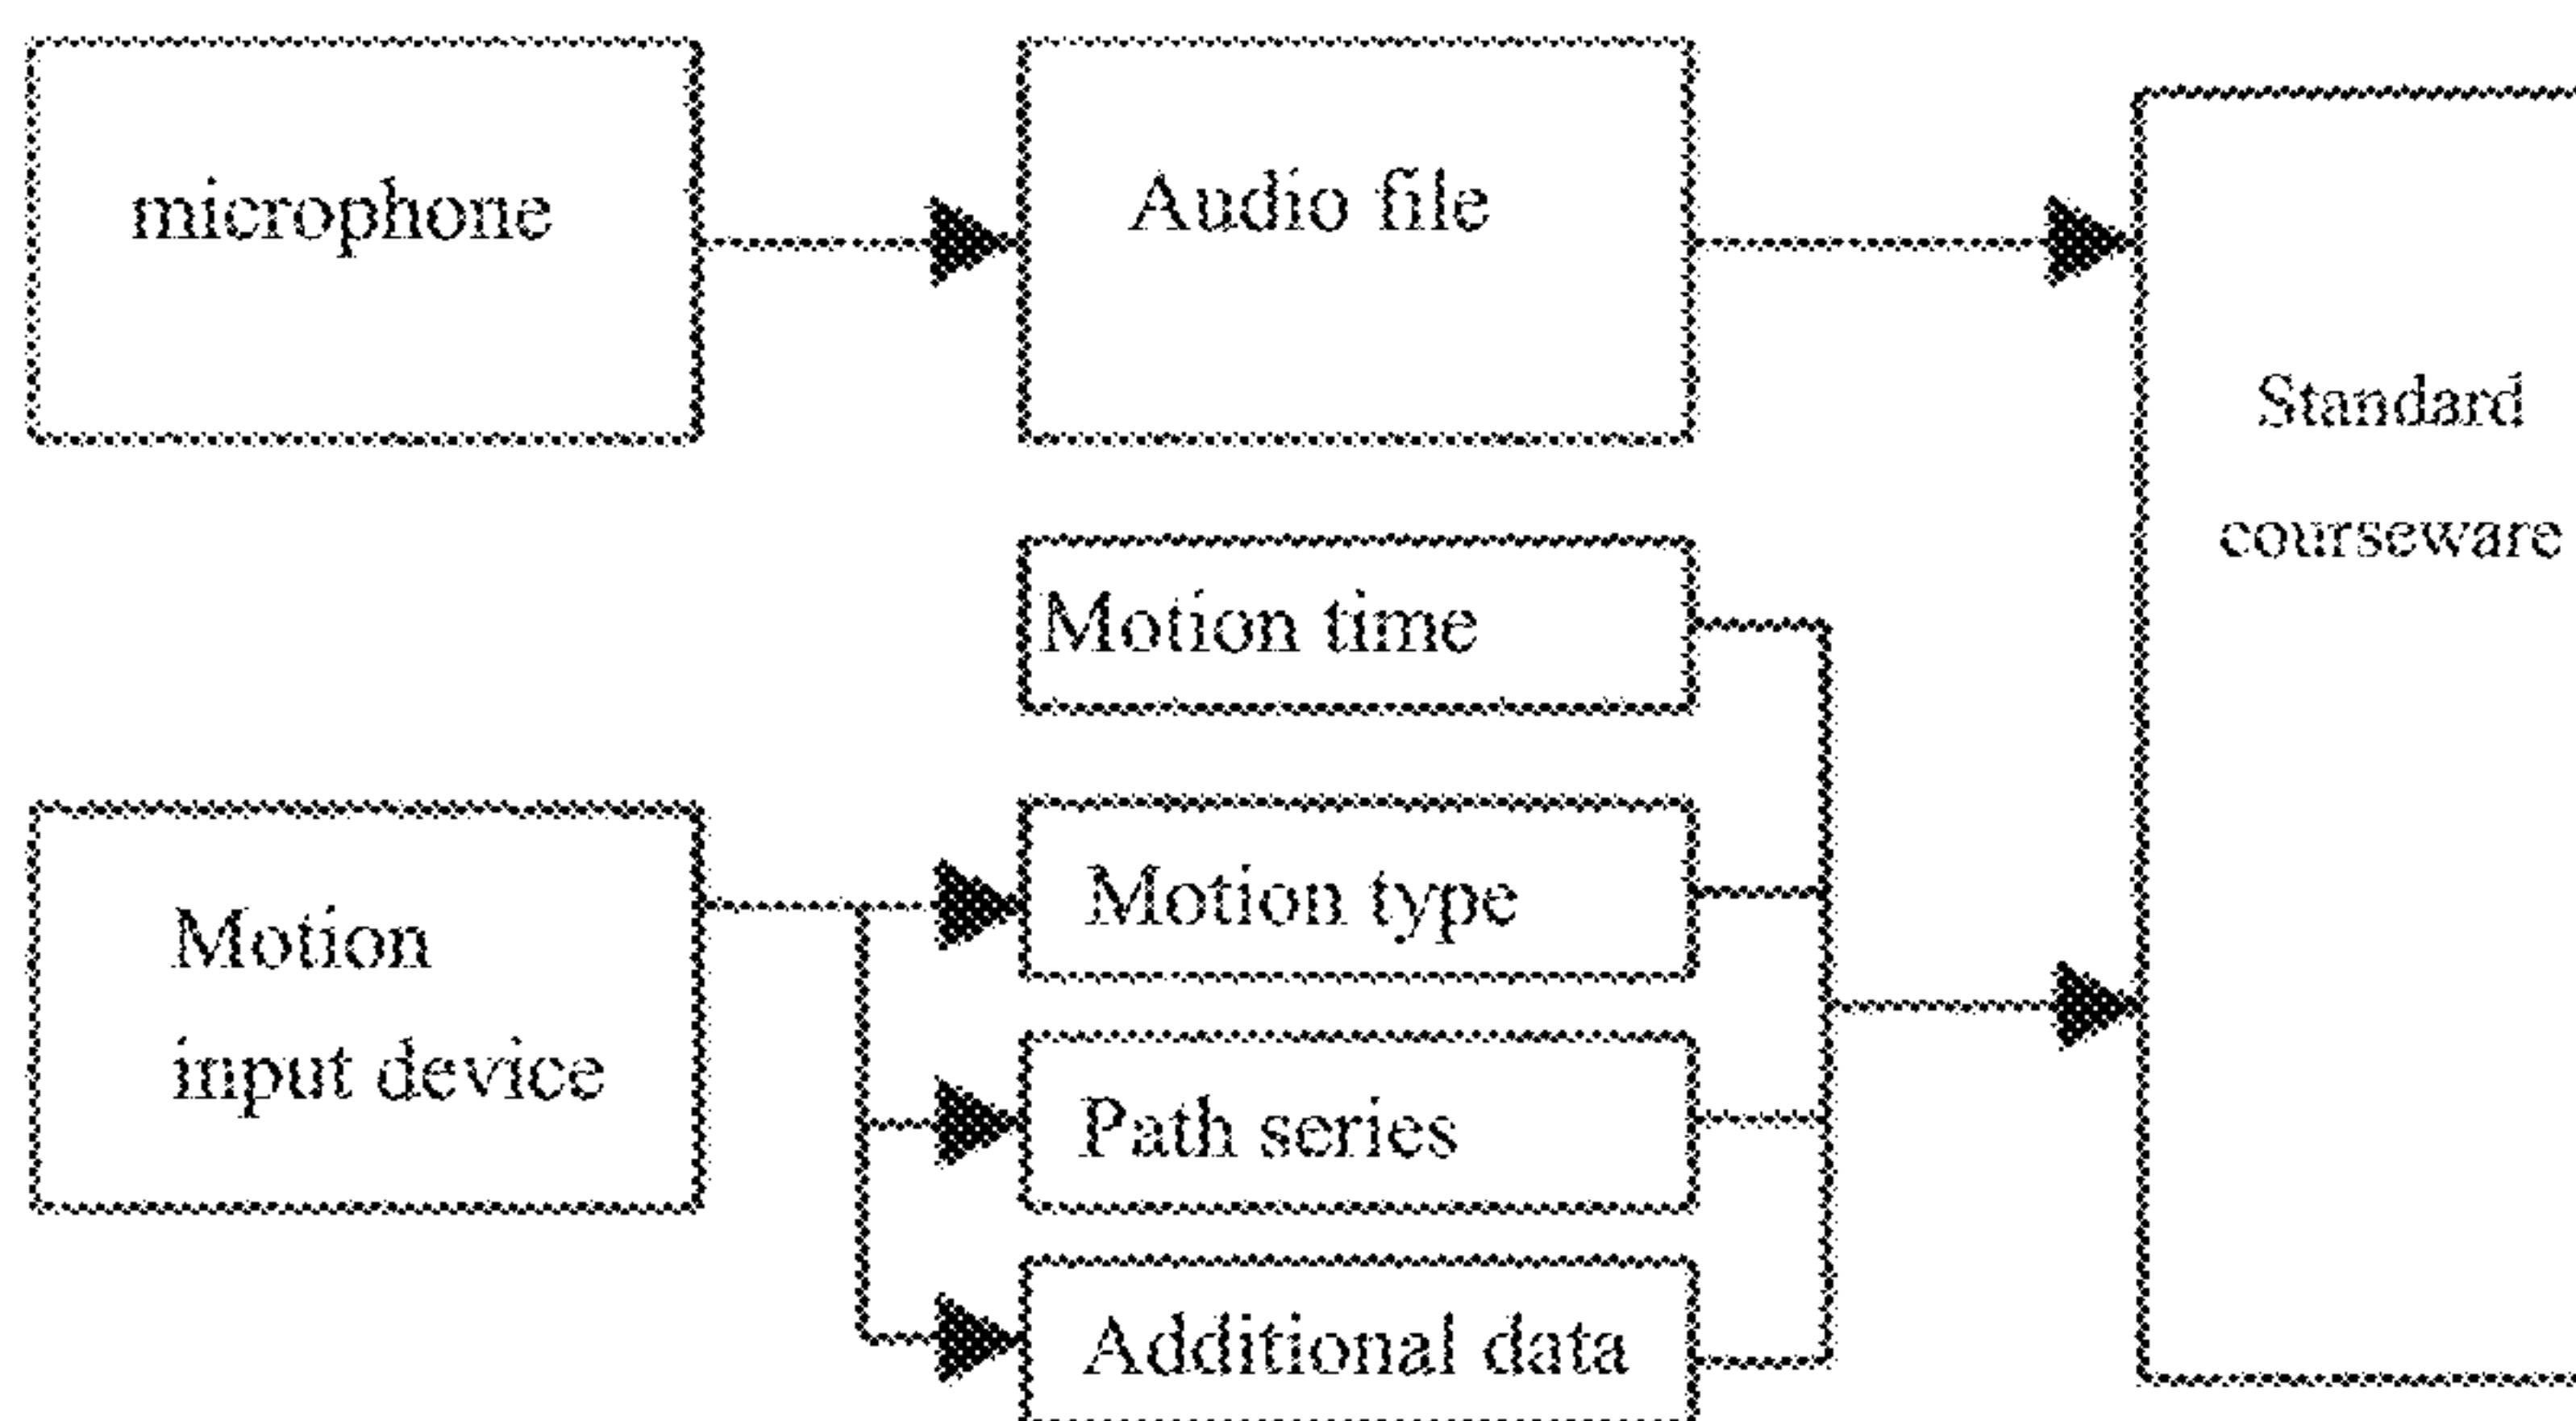 microphone
Audio file
Standard
courseware
Motion time
Motion
input device
Motion type
Path series
Additional data